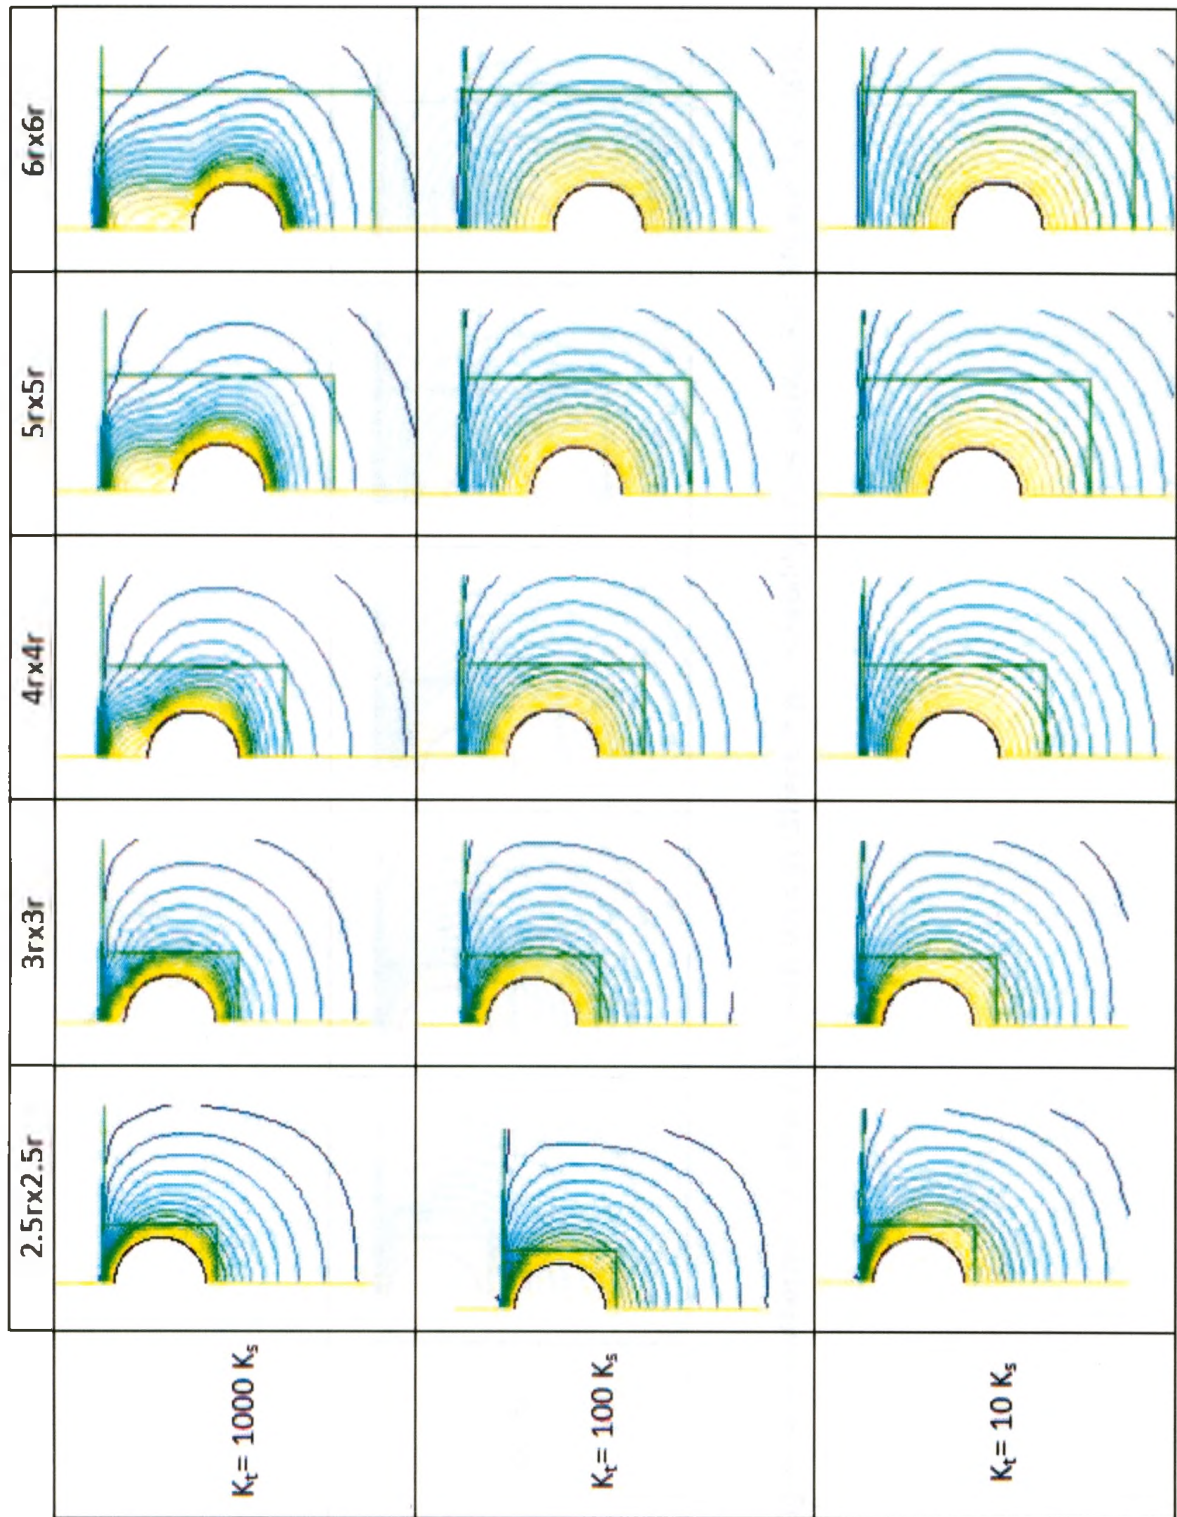 2.5rx2.5r
3rx3r
4rx4r
5rx5r
6rx6r
Kₜ= 1000 Kₛ
Kₜ= 100 Kₛ
Kₜ= 10 Kₛ